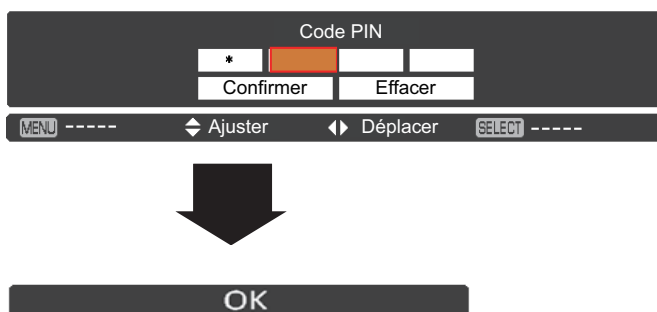 Code PIN
*
Confirmer Effacer
MENU ----- Ajuster Déplacer SELECT -----
OK